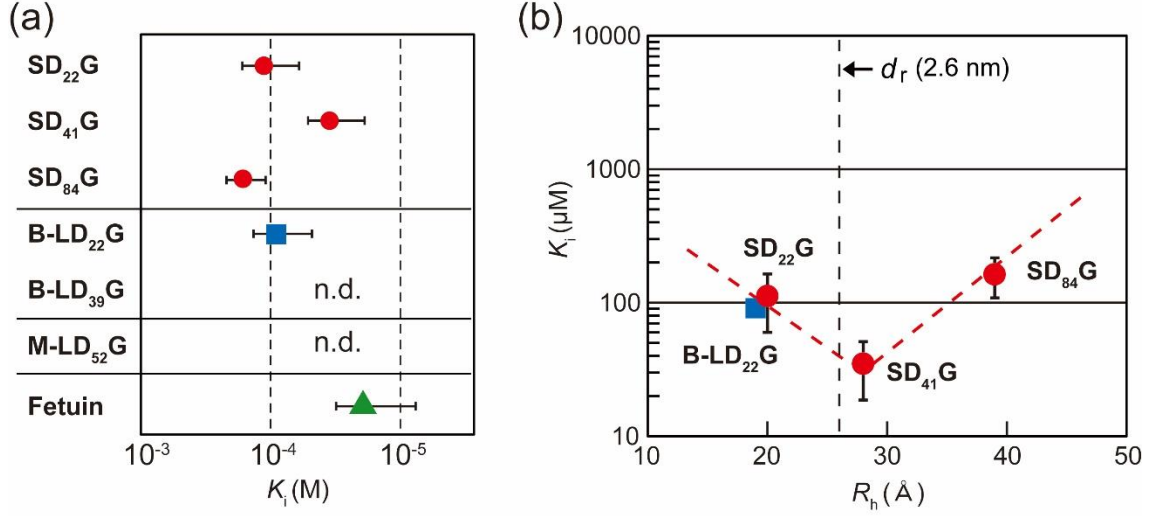 (a)
SD₂₂G
SD₄₁G
SD₈₄G
B-LD₂₂G
B-LD₃₉G n.d.
M-LD₅₂G n.d.
Fetuin
10⁻³ 10⁻⁴ 10⁻⁵
Kᵢ (M)
(b)
10000
1000
100
10
Kᵢ (μM)
dᵣ (2.6 nm)
SD₂₂G
SD₈₄G
B-LD₂₂G
SD₄₁G
10 20 30 40 50
Rₕ (Å)